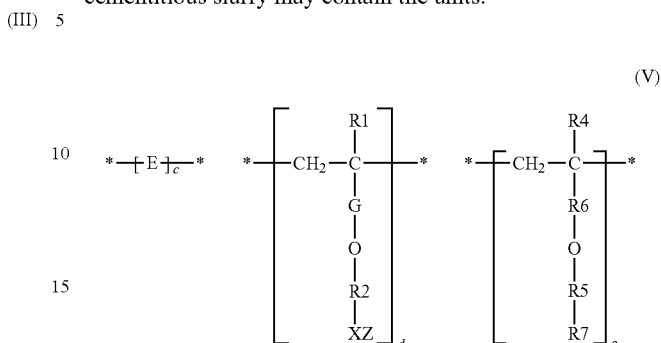 cementitious slurry may contain the units:
(III) 5
(V)
R1 R4
10 * [ E ]c * * CH2 C * * CH2 C *
G R6
O O
15 R2 R5
XZ R7